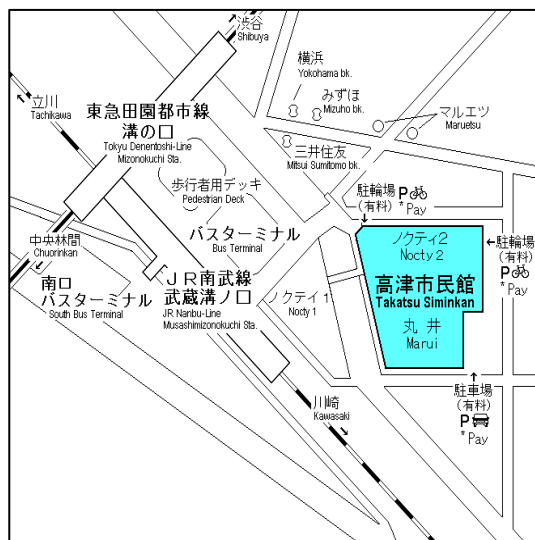 渋谷
Shibuya
立川
Tachikawa
東急田園都市線
溝の口
Tokyu Denentoshi-Line
Mizonokuchi Sta.
横浜
Yokohama bk.
みずほ
Mizuho bk.
マルエツ
Maruetsu
三井住友
Mitsui Sumitomo bk.
歩行者用デッキ
Pedestrian Deck
バスターミナル
Bus Terminal
駐輪場
(有料)
P
*Pay
中央林間
Chuorinkan
南口
バスターミナル
South Bus Terminal
JR南武線
武蔵溝ノ口
JR Nanbu-Line
Musashimizonokuchi Sta.
ノクティ1
Nocty 1
ノクティ2
Nocty 2
高津市民館
Takatsu Siminkan
丸井
Marui
駐輪場
(有料)
P
*Pay
川崎
Kawasaki
駐車場
(有料)
P
*Pay